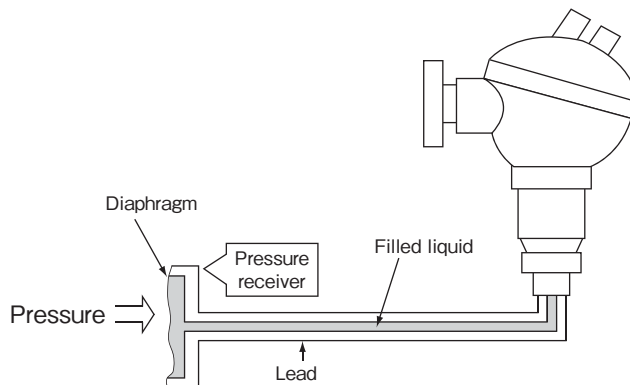 Diaphragm
Pressure
receiver
Filled liquid
Pressure
Lead